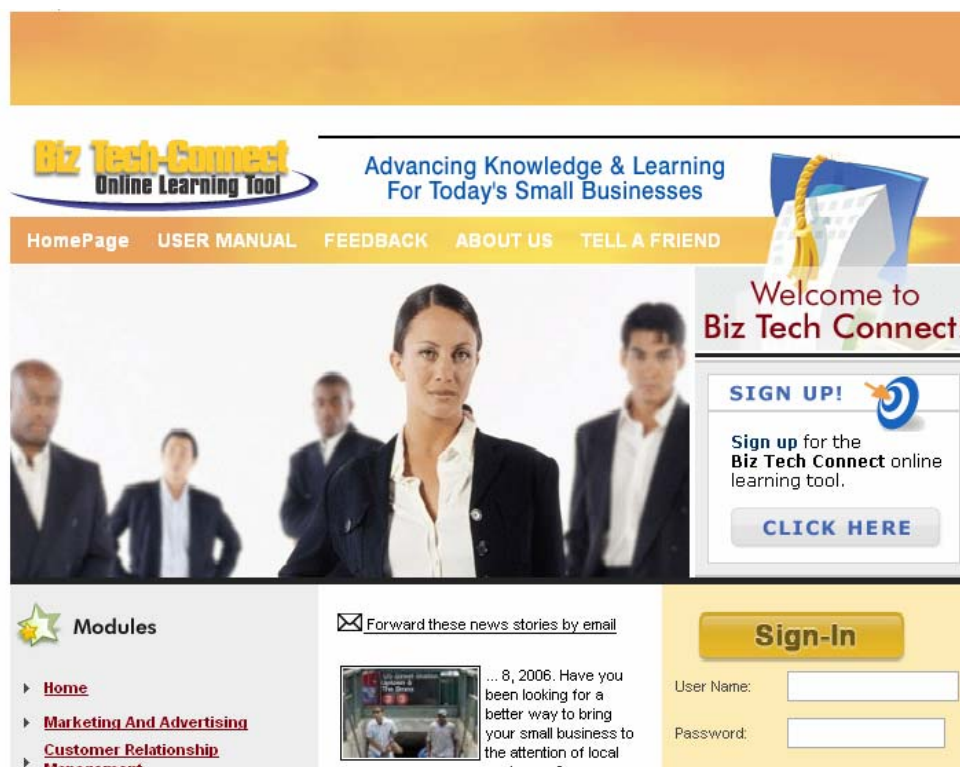 Biz Tech-Connect
Online Learning Tool
Advancing Knowledge & Learning
For Today's Small Businesses
HomePage USER MANUAL FEEDBACK ABOUT US TELL A FRIEND
Welcome to
Biz Tech Connect
SIGN UP!
Sign up for the
Biz Tech Connect online
learning tool.
CLICK HERE
Modules
Home
Marketing And Advertising
Customer Relationship
Management
Forward these news stories by email
... 8, 2006. Have you
been looking for a
better way to bring
your small business to
the attention of local
Sign-In
User Name:
Password: